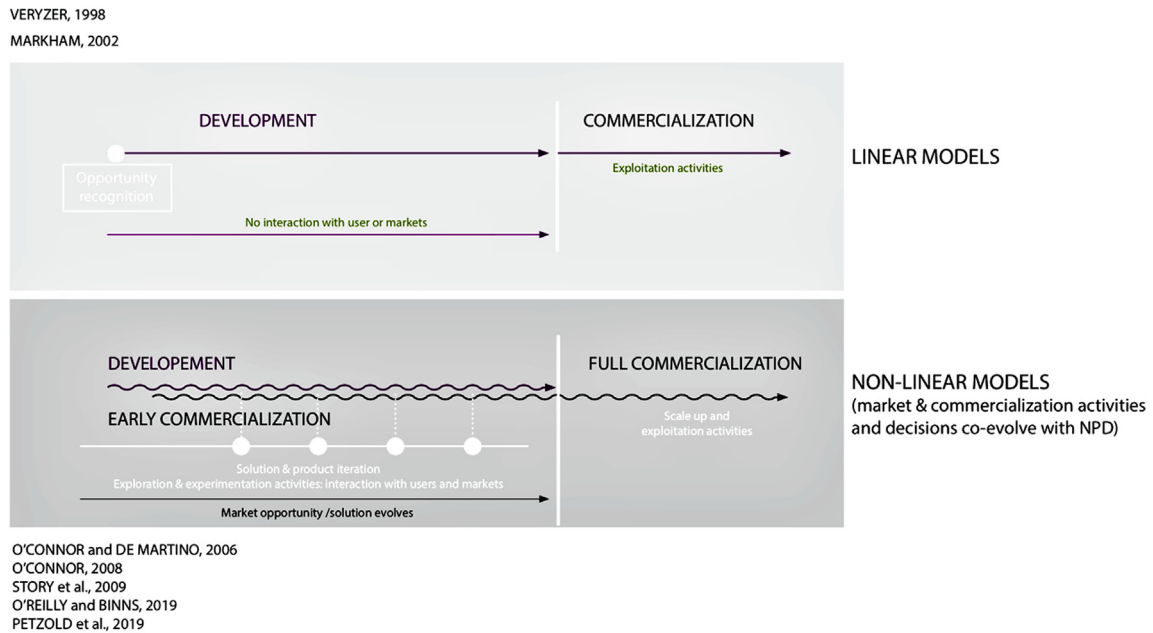 VERYZER, 1998
MARKHAM, 2002
DEVELOPMENT
COMMERCIALIZATION
Opportunity
recognition
Exploitation activities
LINEAR MODELS
No interaction with user or markets
DEVELOPEMENT
FULL COMMERCIALIZATION
EARLY COMMERCIALIZATION
Scale up and
exploitation activities
NON-LINEAR MODELS
(market & commercialization activities
and decisions co-evolve with NPD)
Solution & product iteration
Exploration & experimentation activities: interaction with users and markets
Market opportunity /solution evolves
O'CONNOR and DE MARTINO, 2006
O'CONNOR, 2008
STORY et al., 2009
O'REILLY and BINNS, 2019
PETZOLD et al., 2019